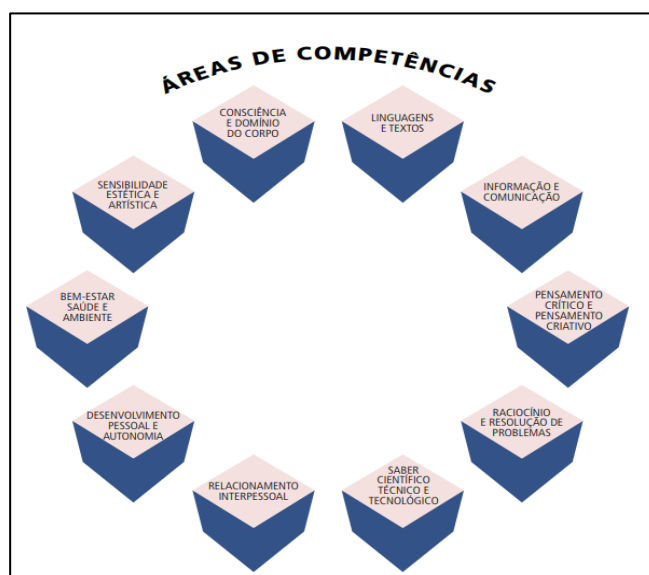 ÁREAS DE COMPETÊNCIAS
CONSCIÊNCIA
E DOMÍNIO
DO CORPO
LINGUAGENS
E TEXTOS
SENSIBILIDADE
ESTÉTICA E
ARTÍSTICA
INFORMAÇÃO E
COMUNICAÇÃO
BEM-ESTAR
SAÚDE E
AMBIENTE
PENSAMENTO
CRÍTICO E
PENSAMENTO
CRIATIVO
DESENVOLVIMENTO
PESSOAL E
AUTONOMIA
RACIOCÍNIO
E RESOLUÇÃO DE
PROBLEMAS
RELACIONAMENTO
INTERPESSOAL
SABER
CIENTÍFICO
TÉCNICO E
TECNOLÓGICO